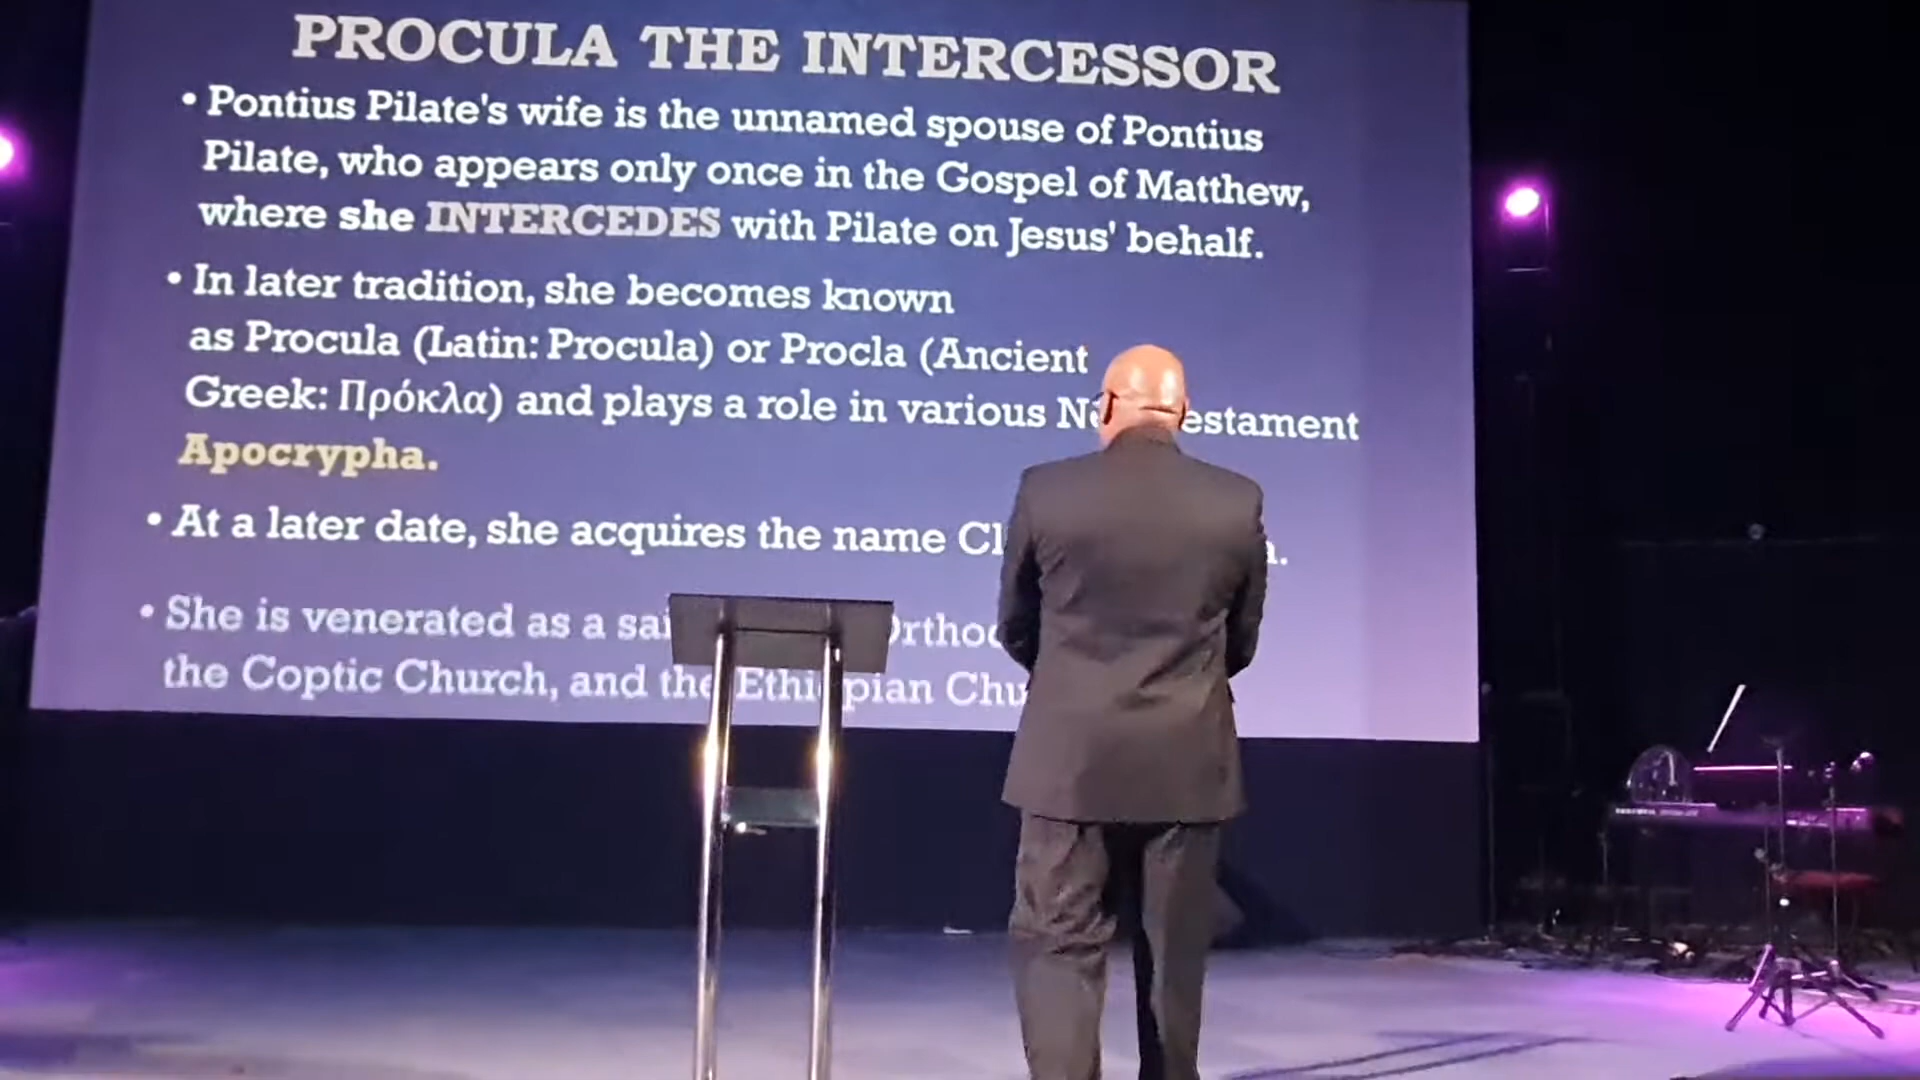 PROCULA THE INTERCESSOR
• Pontius Pilate's wife is the unnamed spouse of Pontius
Pilate, who appears only once in the Gospel of Matthew,
where she INTERCEDES with Pilate on Jesus' behalf.
• In later tradition, she becomes known
as Procula (Latin: Procula) or Procla (Ancient
Greek: Πρόκλα) and plays a role in various
Apocrypha.
• At a later date, she acquires the name
• She is venerated as a
the Coptic Church, and the